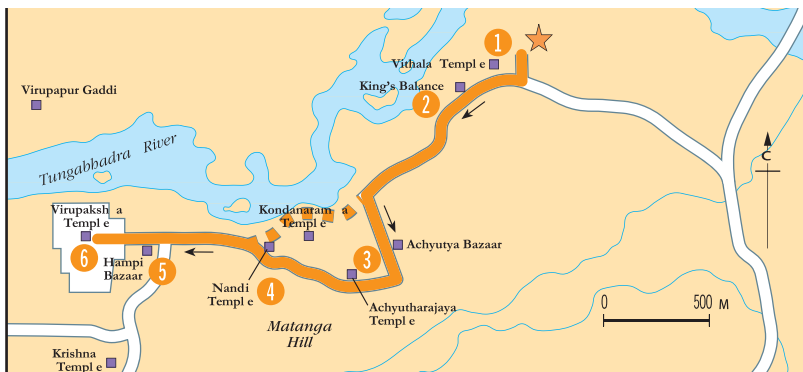 1
Vithala Templ e
King's Balance
2
Virupapur Gaddi
Tungabhadra River
C
Virupaksh a
Templ e
Kondanaram a
Templ e
Achyutya Bazaar
6
Hampi
Bazaar
5
3
Nandi
Templ e
4
Achyutharajaya
Templ e
0 500 M
Matanga
Hill
Krishna
Templ e